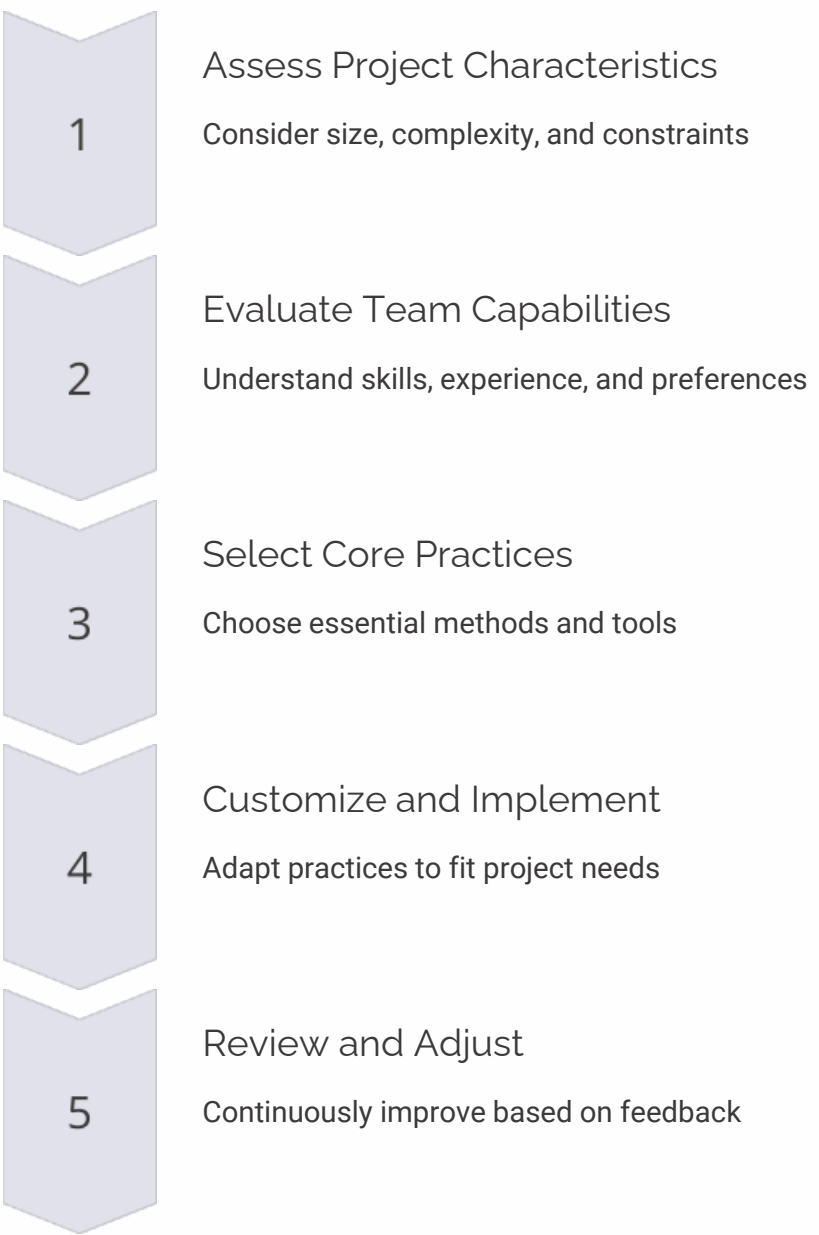 1
Assess Project Characteristics
Consider size, complexity, and constraints
2
Evaluate Team Capabilities
Understand skills, experience, and preferences
3
Select Core Practices
Choose essential methods and tools
4
Customize and Implement
Adapt practices to fit project needs
5
Review and Adjust
Continuously improve based on feedback